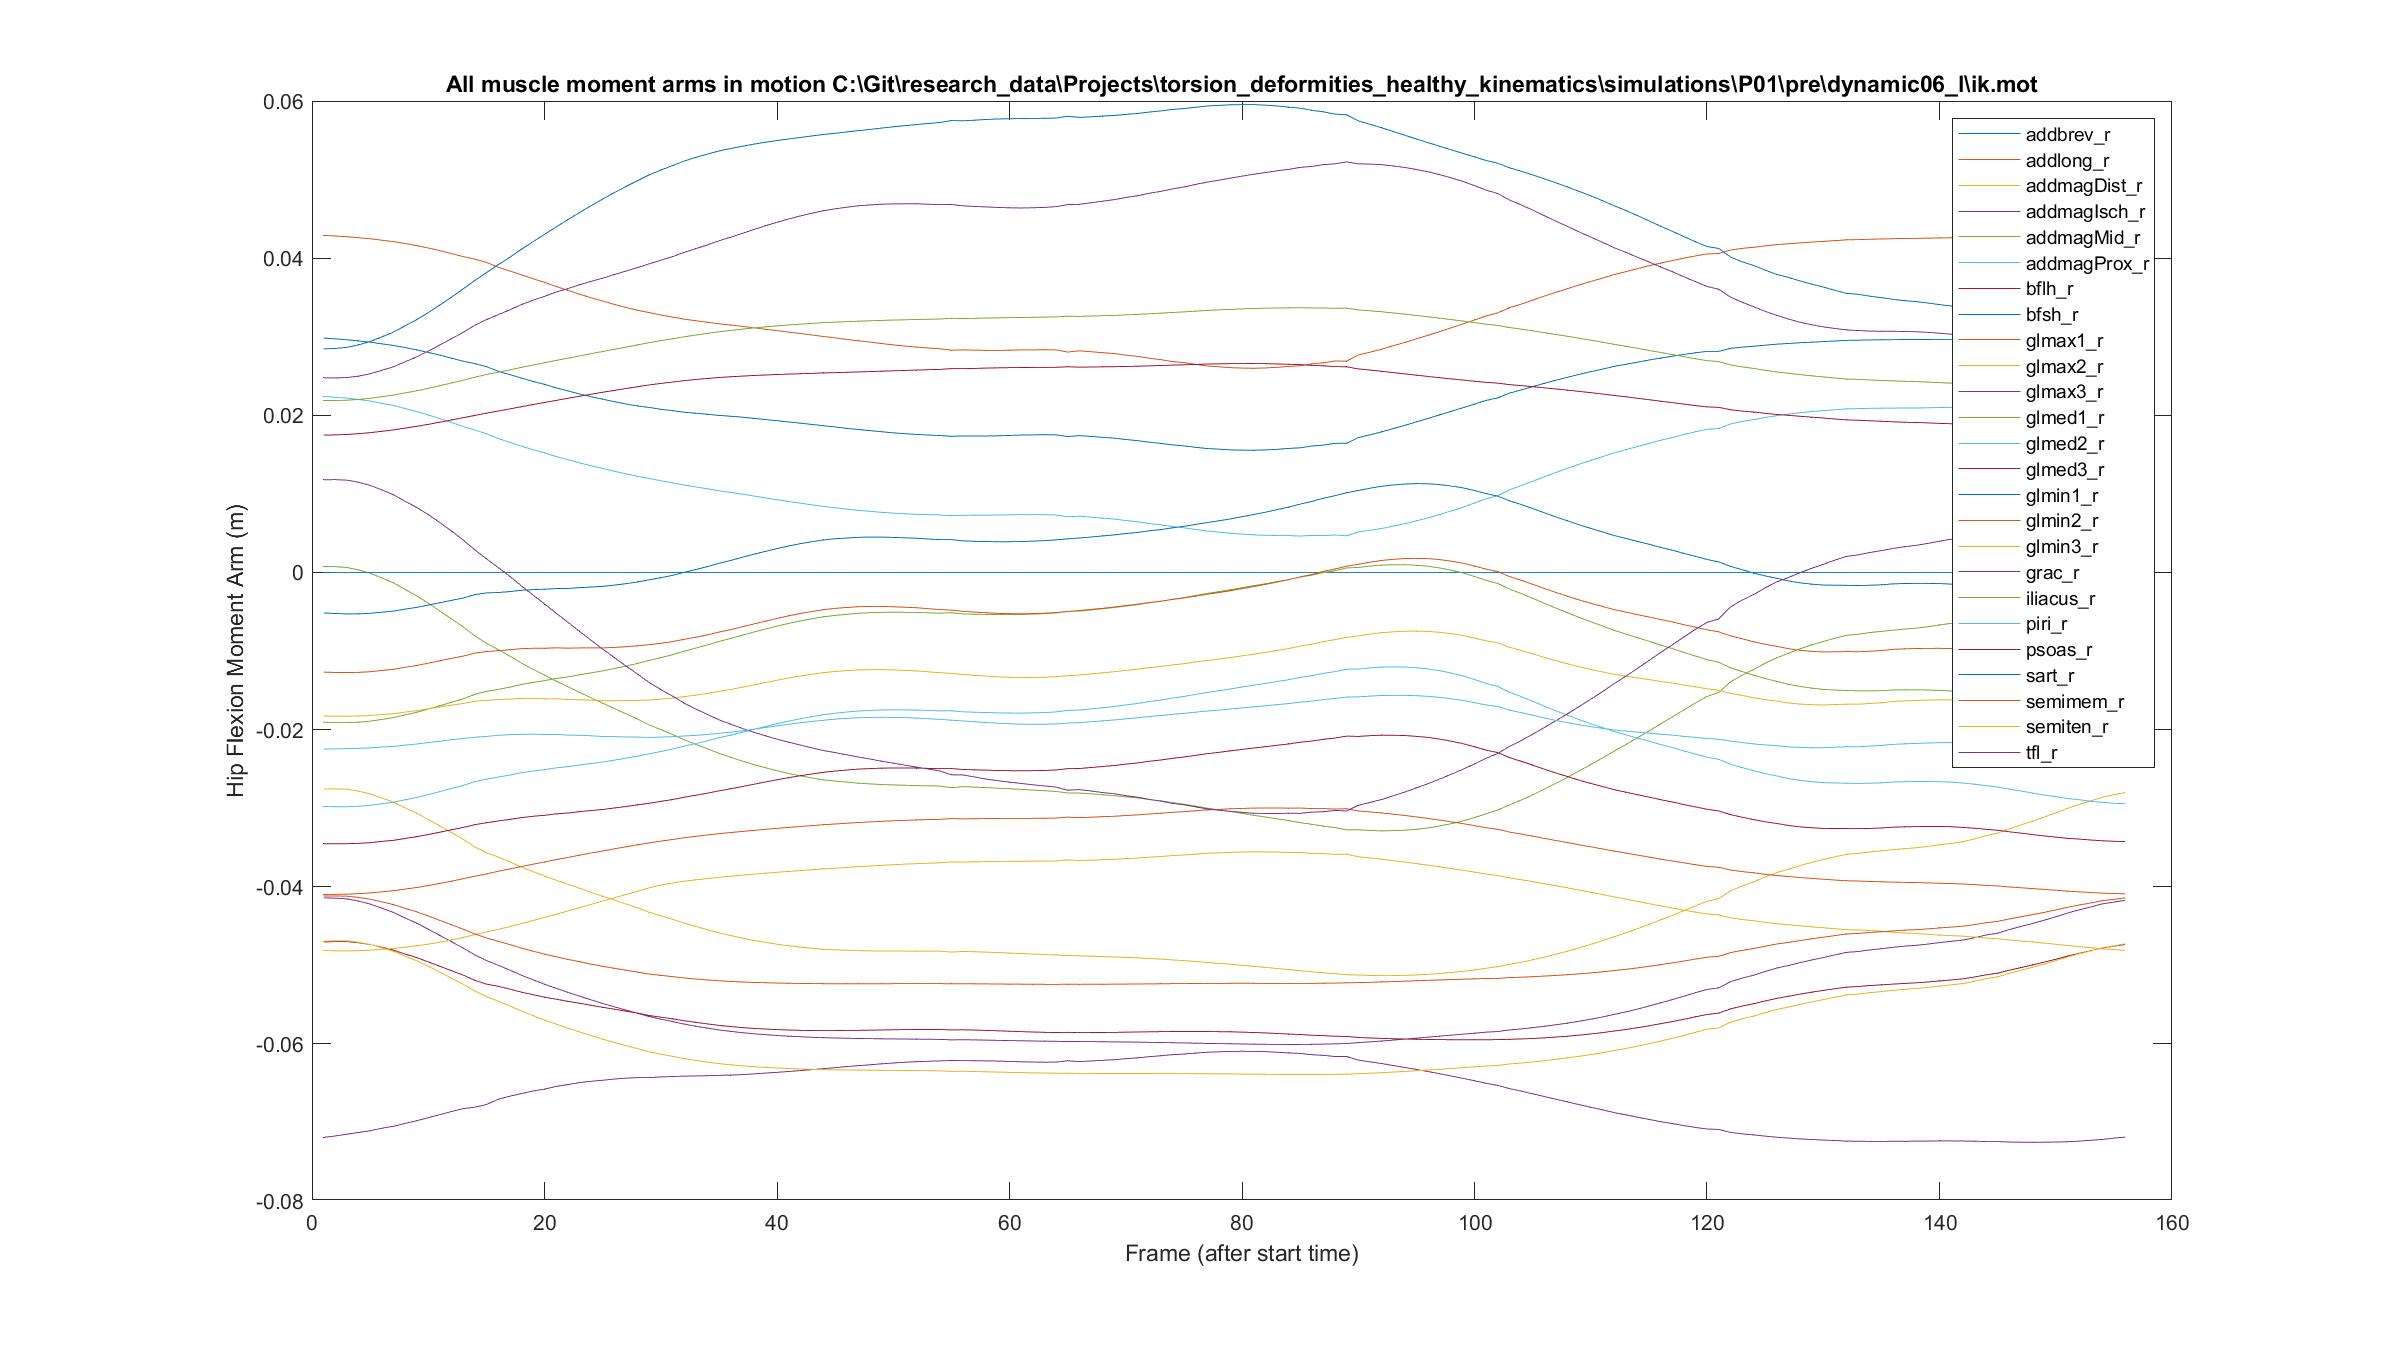 All muscle moment arms in motion C:\Git\research_data\Projects\torsion_deformities_healthy_kinematics\simulations\P01\pre\dynamic06_l\ik.mot
0.06
0.04
0.02
0
-0.02
-0.04
-0.06
-0.08
Hip Flexion Moment Arm (m)
addbrev_r
addlong_r
addmagDist_r
addmagIsch_r
addmagMid_r
addmagProx_r
bflh_r
bfsh_r
glmax1_r
glmax2_r
glmax3_r
glmed1_r
glmed2_r
glmed3_r
glmin1_r
glmin2_r
glmin3_r
grac_r
iliacus_r
piri_r
psoas_r
sart_r
semimem_r
semiten_r
tfl_r
0 20 40 60 80 100 120 140 160
Frame (after start time)